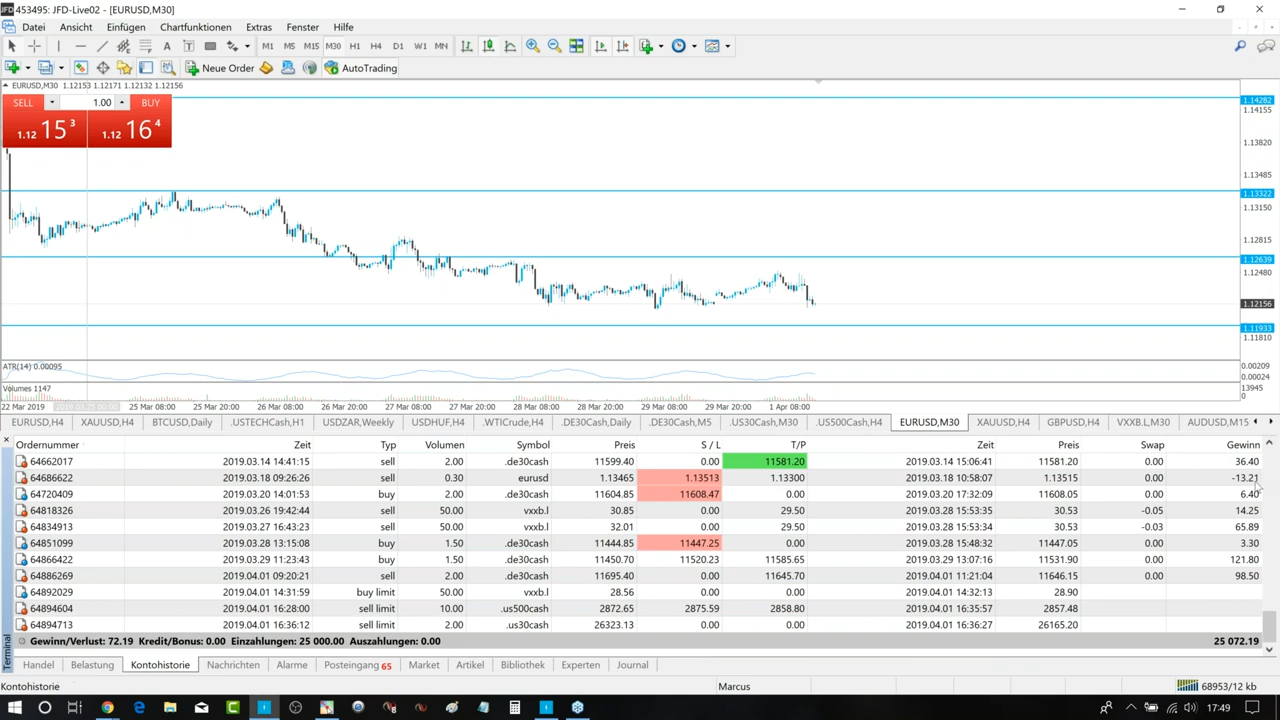 453495: JFD-Live02 - [EURUSD,M30]
Datei Ansicht Einfügen Chartfunktionen Extras Fenster Hilfe
M1 M5 M15 M30 H1 H4 D1 W1 MN
New Order AutoTrading
EURUSD,M30 1.12153 1.12171 1.12132 1.12156
SELL 1.00 BUY
1.12 15 3 1.12 16 4
1.14282
1.14155
1.13820
1.13485
1.13322
1.13150
1.12815
1.12639
1.12480
1.12156
1.11933
1.11810
ATR(14) 0.00095
0.00209
0.00024
Volumes 1147
13945
0
22 Mar 2019 2019.03.25 00:00 25 Mar 08:00 25 Mar 20:00 26 Mar 08:00 26 Mar 20:00 27 Mar 08:00 27 Mar 20:00 28 Mar 08:00 28 Mar 20:00 29 Mar 08:00 29 Mar 20:00 1 Apr 08:00
EURUSD,H4 XAUUSD,H4 BTCUSD,Daily .USTECHCash,H1 USDZAR,Weekly USDHUF,H4 .WTICrude,H4 .DE30Cash,Daily .DE30Cash,M5 .US30Cash,M30 .US500Cash,H4 EURUSD,M30 XAUUSD,H4 GBPUSD,H4 VXXB.L,M30 AUDUSD,M15
Ordernummer Zeit Typ Volumen Symbol Preis S / L T/P Zeit Preis Swap Gewinn
64662017 2019.03.14 14:41:15 sell 2.00 .de30cash 11599.40 0.00 11581.20 2019.03.14 15:06:41 11581.20 0.00 36.40
64686622 2019.03.18 09:26:26 sell 0.30 eurusd 1.13465 1.13513 1.13300 2019.03.18 10:58:07 1.13515 0.00 -13.21
64720409 2019.03.20 14:01:53 buy 2.00 .de30cash 11604.85 11608.47 0.00 2019.03.20 17:32:09 11608.05 0.00 6.40
64818326 2019.03.26 19:42:44 sell 50.00 vxxb.l 30.85 0.00 29.50 2019.03.28 15:53:35 30.53 -0.05 14.25
64834913 2019.03.27 16:43:23 sell 50.00 vxxb.l 32.01 0.00 29.50 2019.03.28 15:53:34 30.53 -0.03 65.89
64851099 2019.03.28 13:15:08 buy 1.50 .de30cash 11444.85 11447.25 0.00 2019.03.28 15:48:32 11447.05 0.00 3.30
64866422 2019.03.29 11:23:43 buy 1.50 .de30cash 11450.70 11520.23 11585.65 2019.03.29 13:07:16 11531.90 0.00 121.80
64886269 2019.04.01 09:20:21 sell 2.00 .de30cash 11695.40 0.00 11645.70 2019.04.01 11:21:04 11646.15 0.00 98.50
64892029 2019.04.01 14:31:59 buy limit 50.00 vxxb.l 28.56 0.00 0.00 2019.04.01 14:32:13 28.90
64894604 2019.04.01 16:28:00 sell limit 10.00 .us500cash 2872.65 2875.59 2858.80 2019.04.01 16:35:57 2857.48
64894713 2019.04.01 16:36:12 sell limit 2.00 .us30cash 26323.13 0.00 0.00 2019.04.01 16:36:27 26165.20
Gewinn/Verlust: 72.19 Kredit/Bonus: 0.00 Einzahlungen: 25 000.00 Auszahlungen: 0.00 25 072.19
Terminal
Handel Belastung Kontohistorie Nachrichten Alarme Posteingang 65 Market Artikel Bibliothek Experten Journal
Kontohistorie Marcus 68953/12 kb
17:49